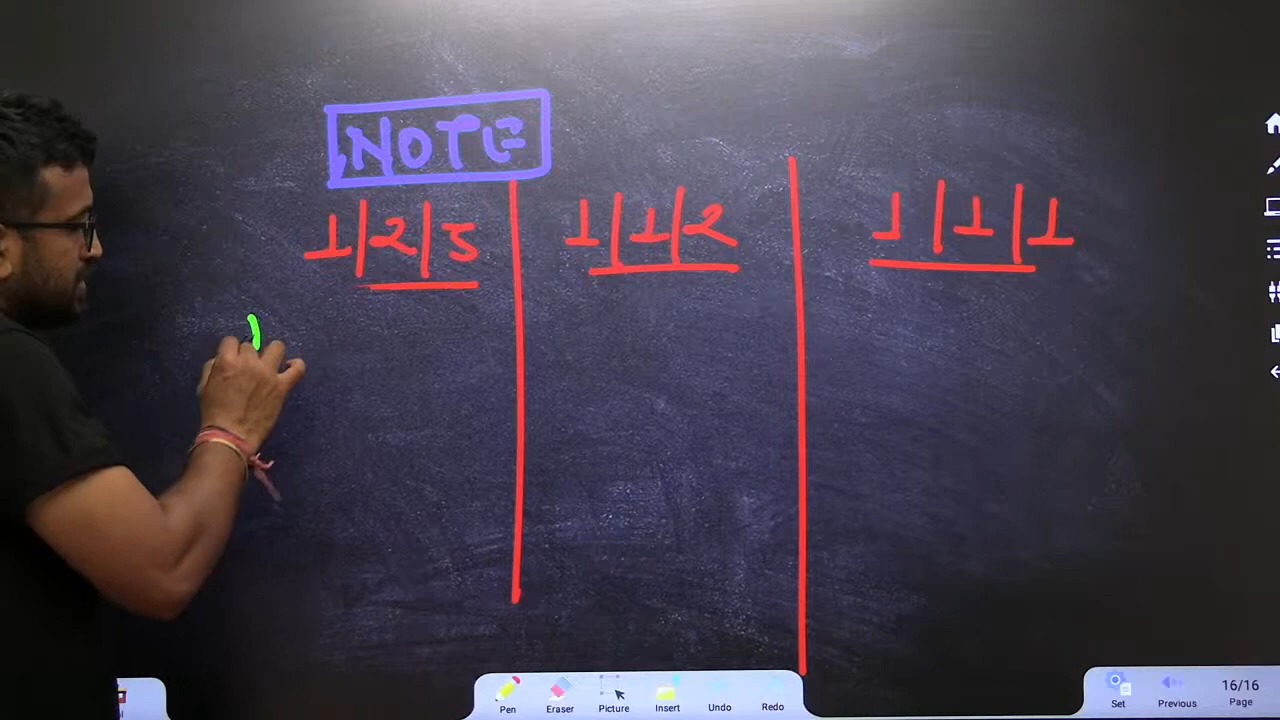 NOTE
1|2|5
1|1|2
1|1|1
Pen Eraser Picture Insert Undo Redo
Set Previous 16/16
Page